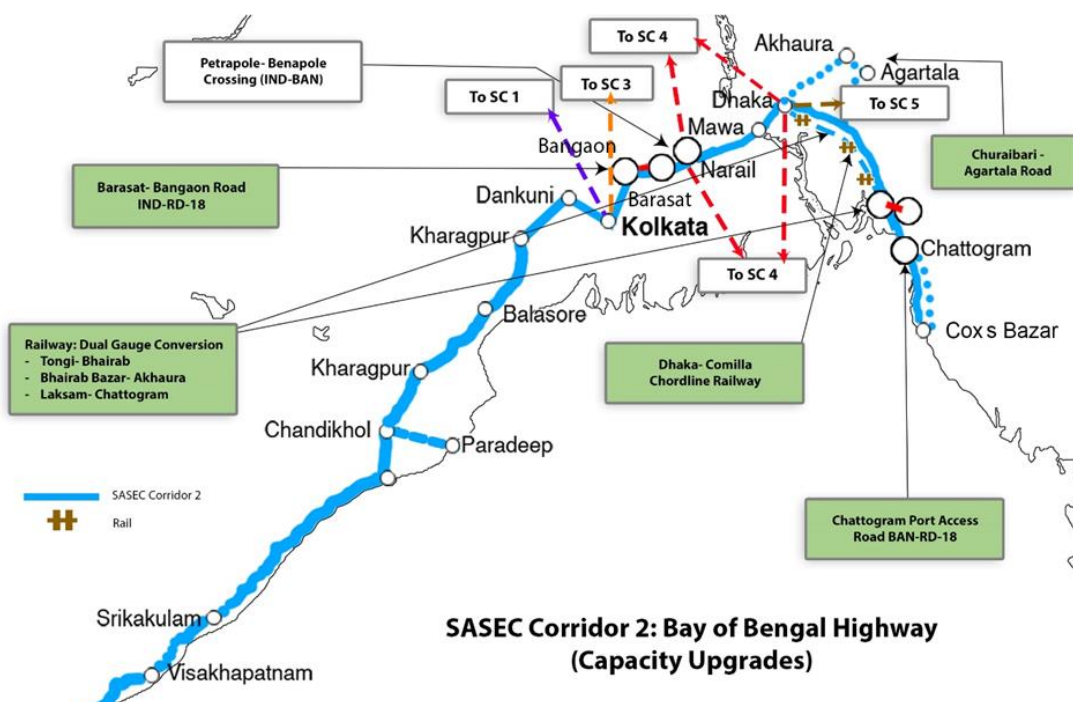 To SC 4
Akhaura
Petrapole- Benapole
Crossing (IND-BAN)
Agartala
To SC 3
To SC 1
Dhaka
To SC 5
Mawa
Bangaon
Narail
Churaibari -
Agartala Road
Barasat- Bangaon Road
IND-RD-18
Barasat
Dankuni
Kolkata
Kharagpur
Chattogram
To SC 4
Balasore
Cox s Bazar
Railway: Dual Gauge Conversion
- Tongi- Bhairab
- Bhairab Bazar- Akhaura
- Laksam- Chattogram
Dhaka- Comilla
Chordline Railway
Kharagpur
Chandikhol
Paradeep
SASEC Corridor 2
Rail
Chattogram Port Access
Road BAN-RD-18
Srikakulam
SASEC Corridor 2: Bay of Bengal Highway
(Capacity Upgrades)
Visakhapatnam